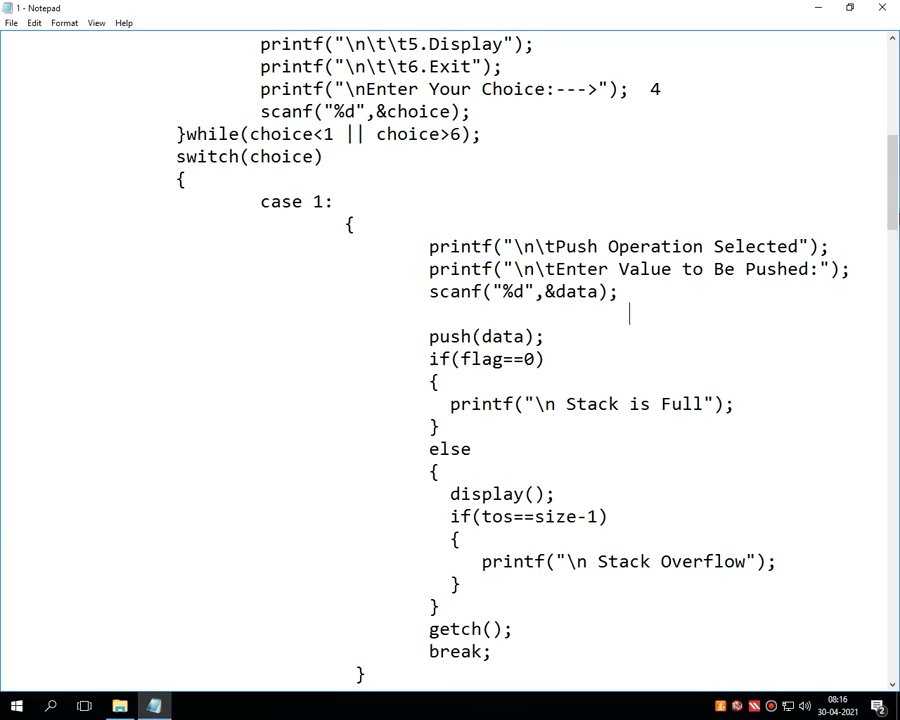 1 - Notepad
File Edit Format View Help
printf("\n\t\t5.Display");
printf("\n\t\t6.Exit");
printf("\nEnter Your Choice:--->"); 4
scanf("%d",&choice);
}while(choice<1 || choice>6);
switch(choice)
{
case 1:
{
printf("\n\tPush Operation Selected");
printf("\n\tEnter Value to Be Pushed:");
scanf("%d",&data);
push(data);
if(flag==0)
{
printf("\n Stack is Full");
}
else
{
display();
if(tos==size-1)
{
printf("\n Stack Overflow");
}
}
getch();
break;
}
08:16
30-04-2021
2